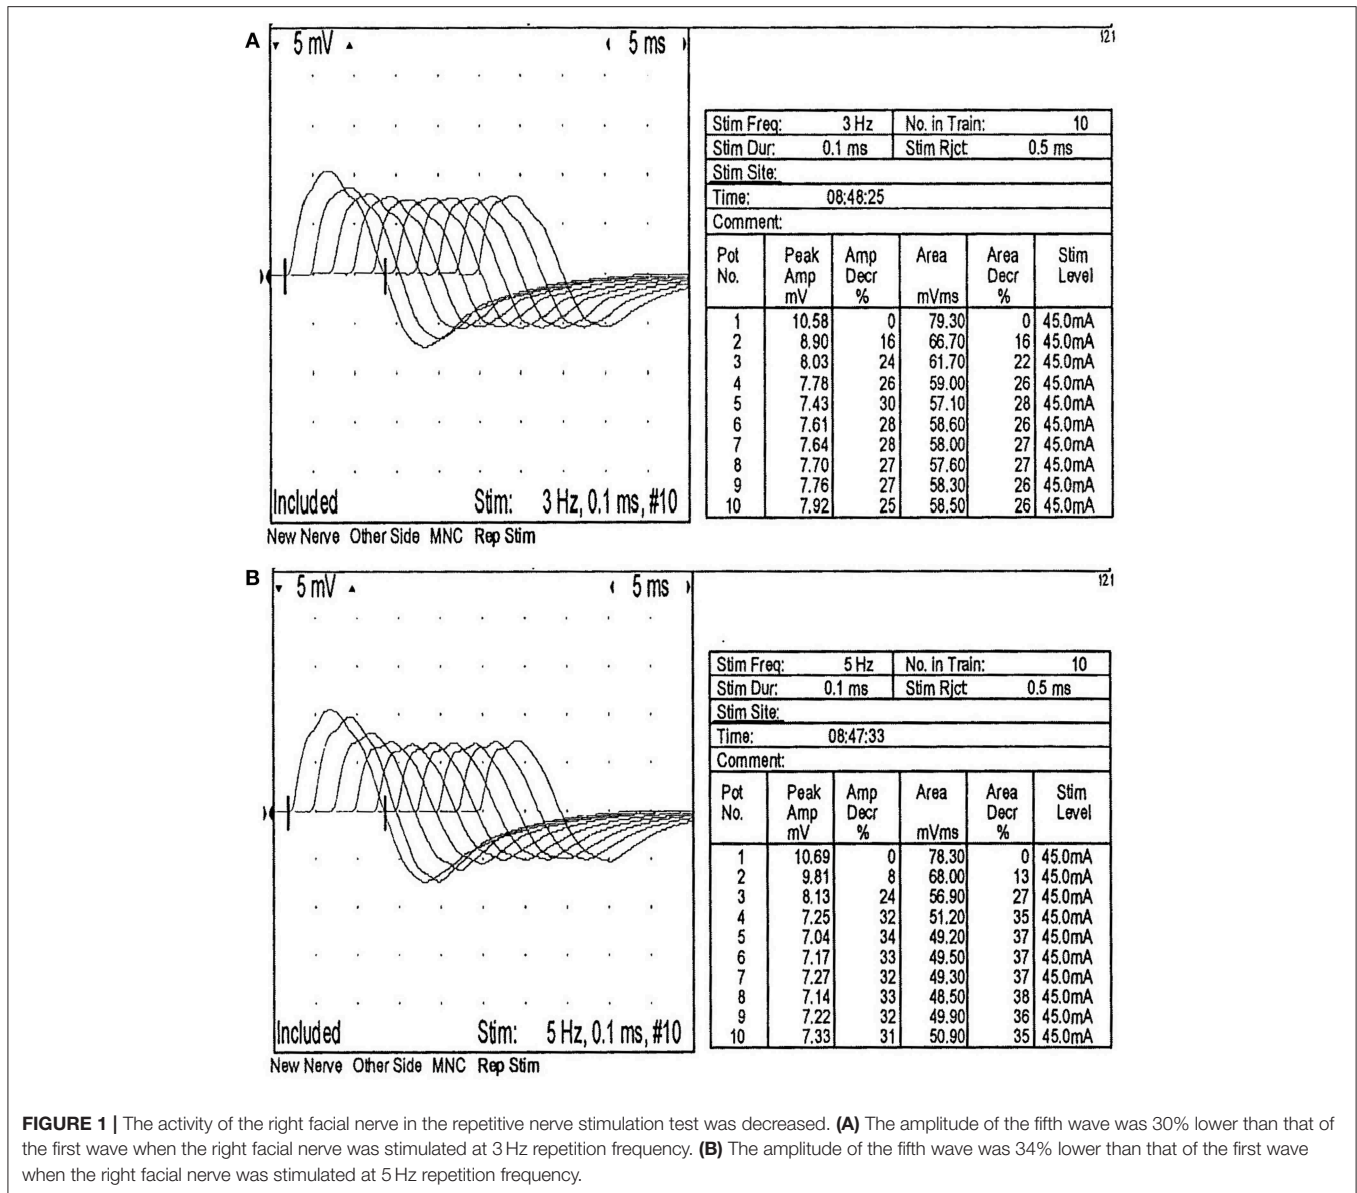 A
5 mV
5 ms
121
Stim Freq: 3 Hz No. in Train: 10
Stim Dur: 0.1 ms Stim Rjct: 0.5 ms
Stim Site:
Time: 08:48:25
Comment:
Pot Peak Amp Area Area Stim
No. Amp Decr Decr Level
mV % mVms %
1 10.58 0 79.30 0 45.0mA
2 8.90 16 66.70 16 45.0mA
3 8.03 24 61.70 22 45.0mA
4 7.78 26 59.00 26 45.0mA
5 7.43 30 57.10 28 45.0mA
6 7.61 28 58.60 26 45.0mA
7 7.64 28 58.00 27 45.0mA
8 7.70 27 57.60 27 45.0mA
9 7.76 27 58.30 26 45.0mA
10 7.92 25 58.50 26 45.0mA
Included Stim: 3 Hz, 0.1 ms, #10
New Nerve Other Side MNC Rep Stim
B
5 mV
5 ms
121
Stim Freq: 5 Hz No. in Train: 10
Stim Dur: 0.1 ms Stim Rjct: 0.5 ms
Stim Site:
Time: 08:47:33
Comment:
Pot Peak Amp Area Area Stim
No. Amp Decr Decr Level
mV % mVms %
1 10.69 0 78.30 0 45.0mA
2 9.81 8 68.00 13 45.0mA
3 8.13 24 56.90 27 45.0mA
4 7.25 32 51.20 35 45.0mA
5 7.04 34 49.20 37 45.0mA
6 7.17 33 49.50 37 45.0mA
7 7.27 32 49.30 37 45.0mA
8 7.14 33 48.50 38 45.0mA
9 7.22 32 49.90 36 45.0mA
10 7.33 31 50.90 35 45.0mA
Included Stim: 5 Hz, 0.1 ms, #10
New Nerve Other Side MNC Rep Stim
FIGURE 1 | The activity of the right facial nerve in the repetitive nerve stimulation test was decreased. (A) The amplitude of the fifth wave was 30% lower than that of
the first wave when the right facial nerve was stimulated at 3 Hz repetition frequency. (B) The amplitude of the fifth wave was 34% lower than that of the first wave
when the right facial nerve was stimulated at 5 Hz repetition frequency.